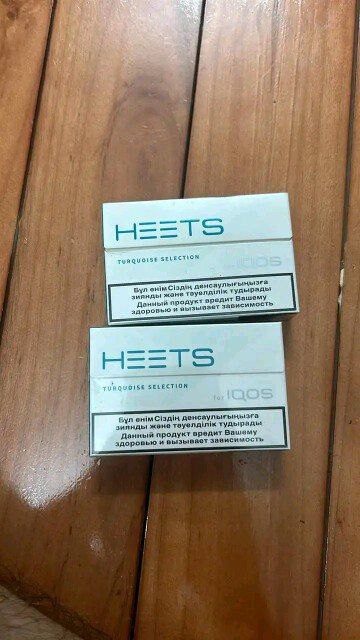 HEETS
TURQUOISE SELECTION
IQOS
Бұл өнім Сіздің денсаулығыңызға
зиянды және тәуелділік тудырады
Данный продукт вредит Вашему
здоровью и вызывает зависимость
HEETS
TURQUOISE SELECTION
for IQOS
Бұл өнім Сіздің денсаулығыңызға
зиянды және тәуелділік тудырады
Данный продукт вредит Вашему
здоровью и вызывает зависимость